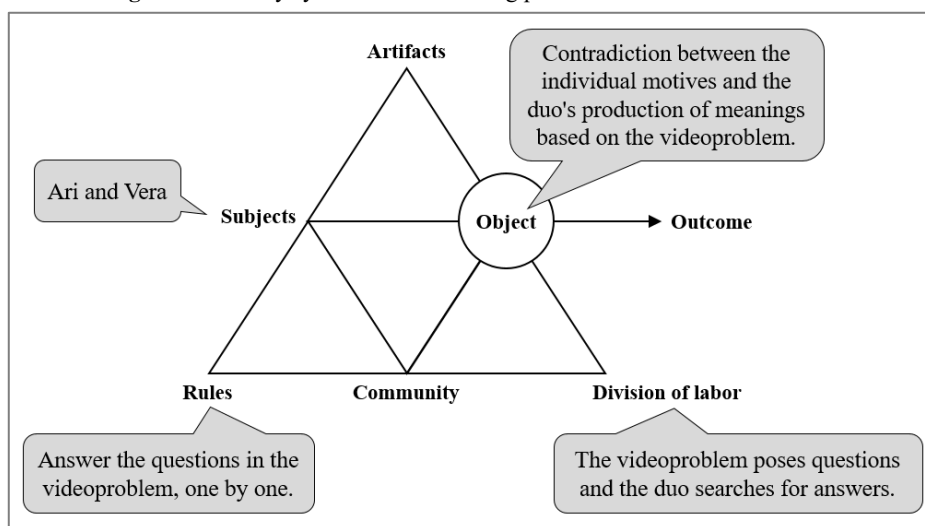 Artifacts
Contradiction between the
individual motives and the
duo's production of meanings
based on the videoproblem.
Ari and Vera
Subjects
Object
Outcome
Rules
Community
Division of labor
Answer the questions in the
videoproblem, one by one.
The videoproblem poses questions
and the duo searches for answers.